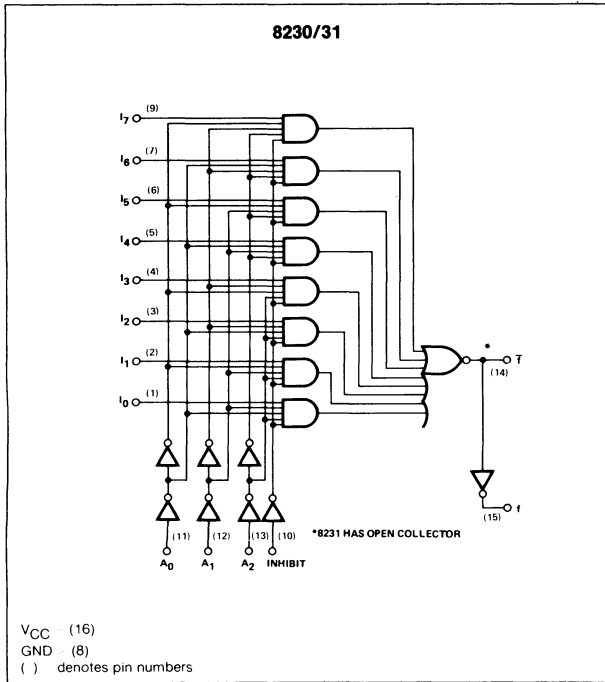 8230/31
I7 (9)
I6 (7)
I5 (6)
I4 (5)
I3 (4)
I2 (3)
I1 (2)
I0 (1)
*
f̅
(14)
f
(15)
*8231 HAS OPEN COLLECTOR
(11) (12) (13) (10)
A0 A1 A2 INHIBIT
VCC (16)
GND (8)
( ) denotes pin numbers